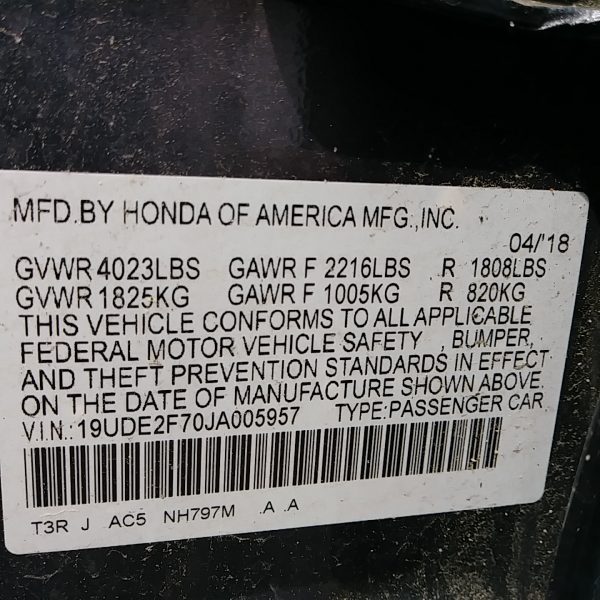 MFD.BY HONDA OF AMERICA MFG.,INC.
04/'18
GVWR 4023LBS GAWR F 2216LBS R 1808LBS
GVWR 1825KG GAWR F 1005KG R 820KG
THIS VEHICLE CONFORMS TO ALL APPLICABLE
FEDERAL MOTOR VEHICLE SAFETY , BUMPER,
AND THEFT PREVENTION STANDARDS IN EFFECT
ON THE DATE OF MANUFACTURE SHOWN ABOVE.
V.I.N.:19UDE2F70JA005957 TYPE:PASSENGER CAR
T3R J AC5 NH797M .A .A